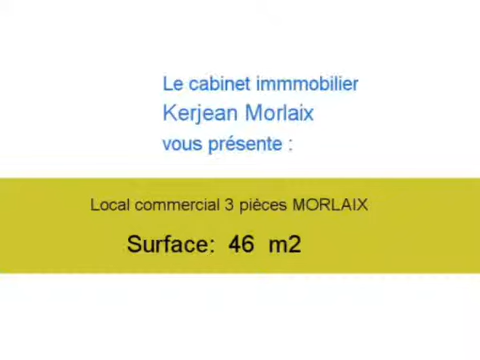 Le cabinet immmobilier
Kerjean Morlaix
vous présente :
Local commercial 3 pièces MORLAIX
Surface: 46 m2